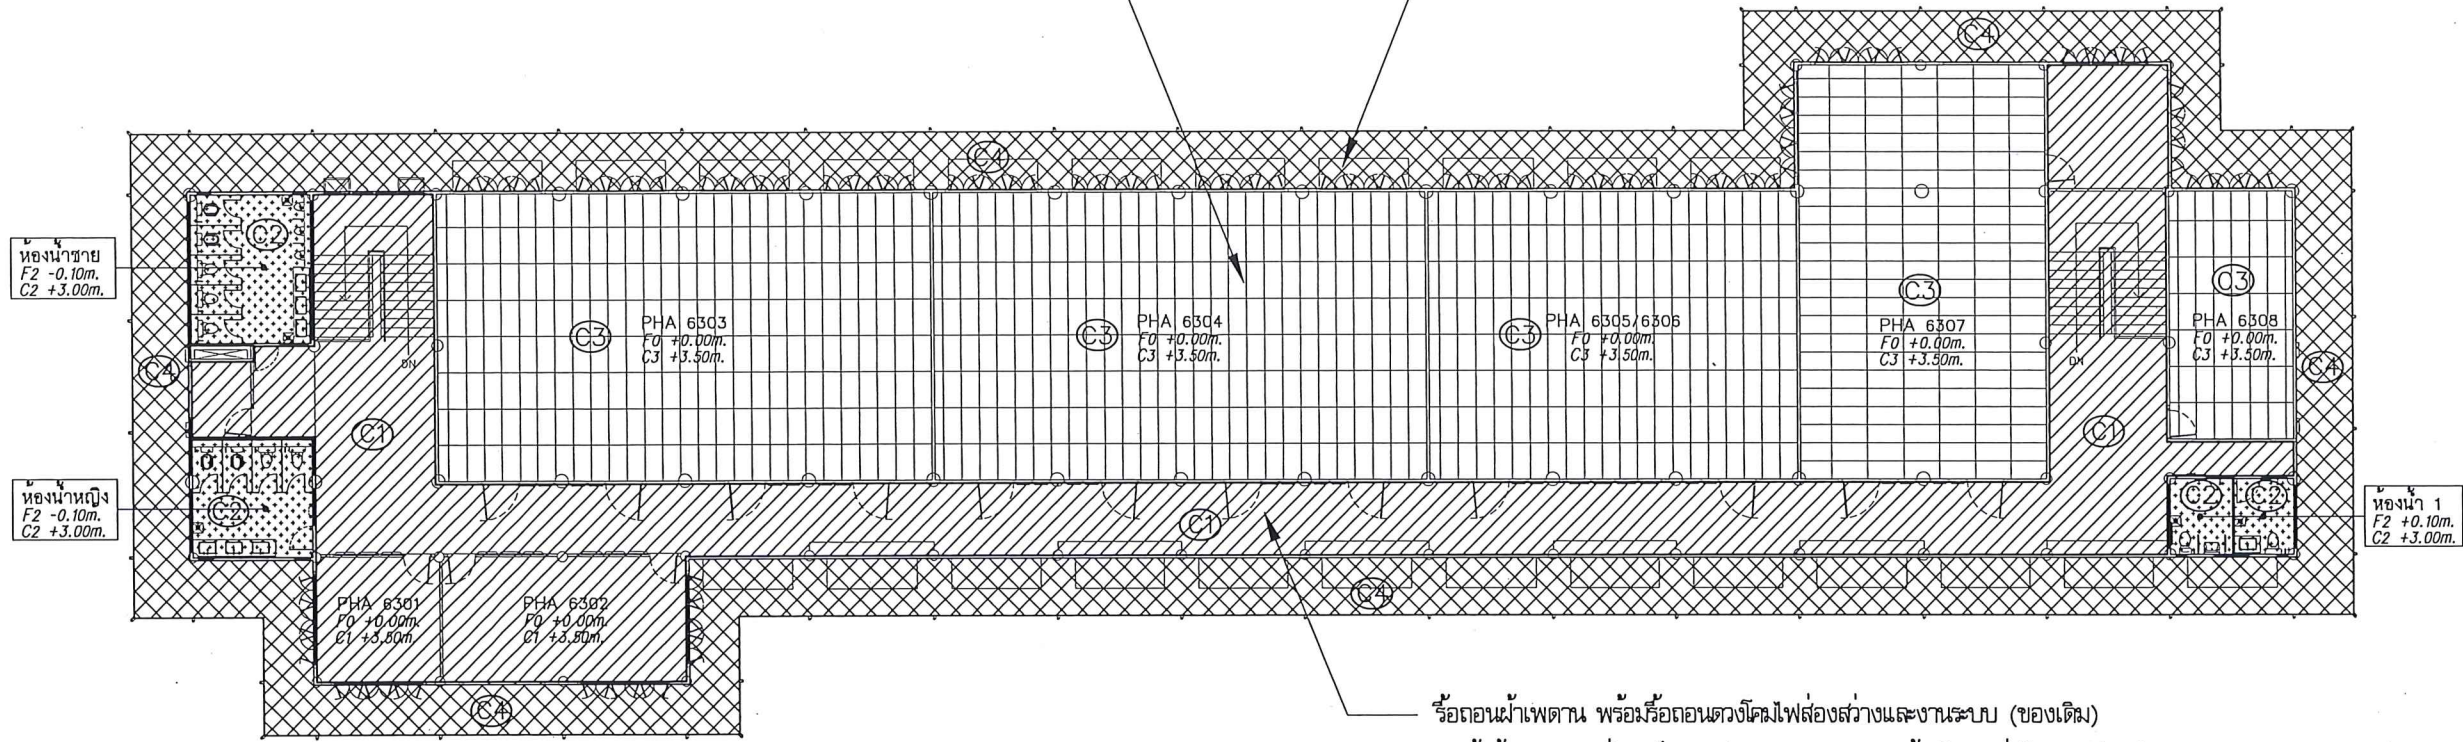 C4
C4
ห้องน้ำชาย
F2 -0.10m.
C2 +3.00m.
C2
C3
PHA 6303
F0 +0.00m.
C3 +3.50m.
C3
PHA 6304
F0 +0.00m.
C3 +3.50m.
C3
PHA 6305/6306
F0 +0.00m.
C3 +3.50m.
C3
PHA 6307
F0 +0.00m.
C3 +3.50m.
C3
PHA 6308
F0 +0.00m.
C3 +3.50m.
C4
DN
DN
C4
C1
C1
ห้องน้ำหญิง
F2 -0.10m.
C2 +3.00m.
C2
C1
C2
C2
ห้องน้ำ 1
F2 +0.10m.
C2 +3.00m.
C4
PHA 6301
F0 +0.00m.
C1 +3.50m.
PHA 6302
F0 +0.00m.
C1 +3.50m.
C4
รื้อถอนฝ้าเพดาน พร้อมรื้อถอนดวงโคมไฟส่องสว่างและงานระบบ (ของเดิม)